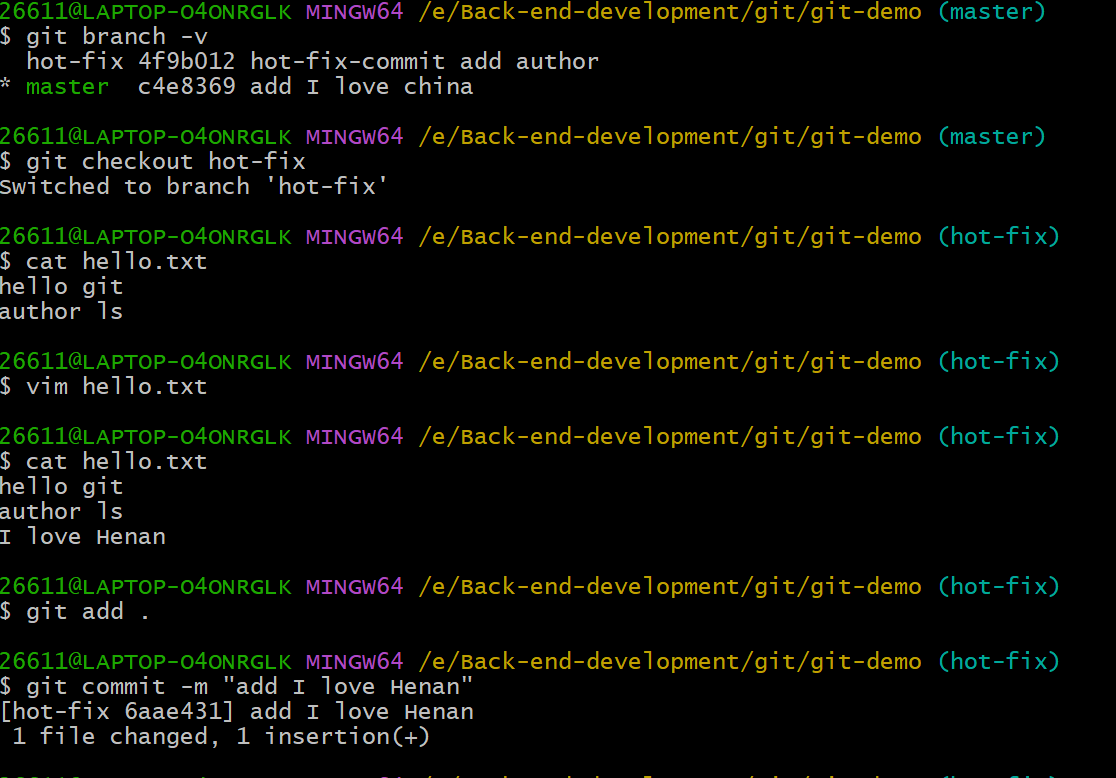 26611@LAPTOP-O4ONRGLK MINGW64 /e/Back-end-development/git/git-demo (master)
$ git branch -v
  hot-fix 4f9b012 hot-fix-commit add author
* master  c4e8369 add I love china
26611@LAPTOP-O4ONRGLK MINGW64 /e/Back-end-development/git/git-demo (master)
$ git checkout hot-fix
Switched to branch 'hot-fix'
26611@LAPTOP-O4ONRGLK MINGW64 /e/Back-end-development/git/git-demo (hot-fix)
$ cat hello.txt
hello git
author ls
26611@LAPTOP-O4ONRGLK MINGW64 /e/Back-end-development/git/git-demo (hot-fix)
$ vim hello.txt
26611@LAPTOP-O4ONRGLK MINGW64 /e/Back-end-development/git/git-demo (hot-fix)
$ cat hello.txt
hello git
author ls
I love Henan
26611@LAPTOP-O4ONRGLK MINGW64 /e/Back-end-development/git/git-demo (hot-fix)
$ git add .
26611@LAPTOP-O4ONRGLK MINGW64 /e/Back-end-development/git/git-demo (hot-fix)
$ git commit -m "add I love Henan"
[hot-fix 6aae431] add I love Henan
 1 file changed, 1 insertion(+)